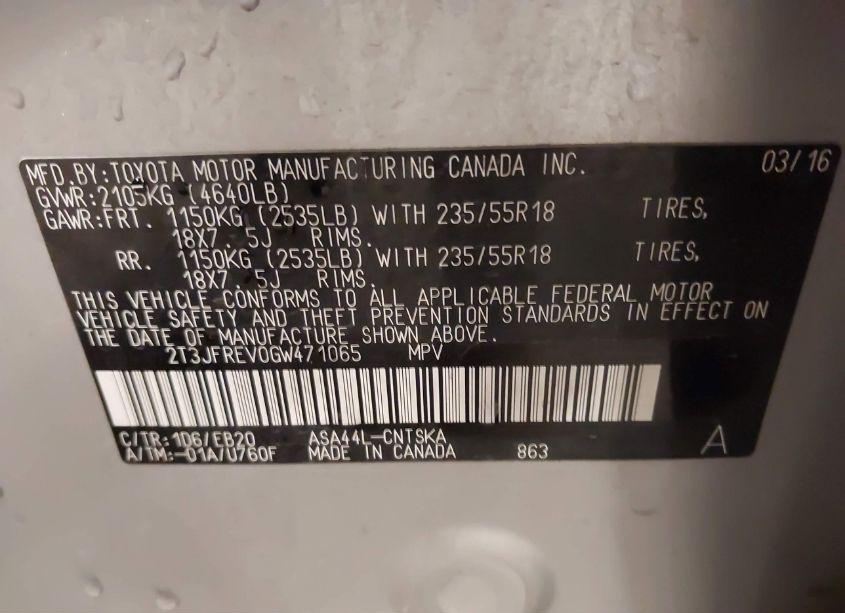 MFD. BY: TOYOTA MOTOR MANUFACTURING CANADA INC. 03/16
GVWR: 2105KG (4640LB)
GAWR: FRT. 1150KG (2535LB) WITH 235/55R18 TIRES,
18X7.5J RIMS.
RR. 1150KG (2535LB) WITH 235/55R18 TIRES,
18X7.5J RIMS.
THIS VEHICLE CONFORMS TO ALL APPLICABLE FEDERAL MOTOR
VEHICLE SAFETY AND THEFT PREVENTION STANDARDS IN EFFECT ON
THE DATE OF MANUFACTURE SHOWN ABOVE.
2T3JFREV0GW471065 MPV
C/TR: 1D6/EB20 ASA44L-CNTSKA
A/TM: -01A/U760F MADE IN CANADA 863 A